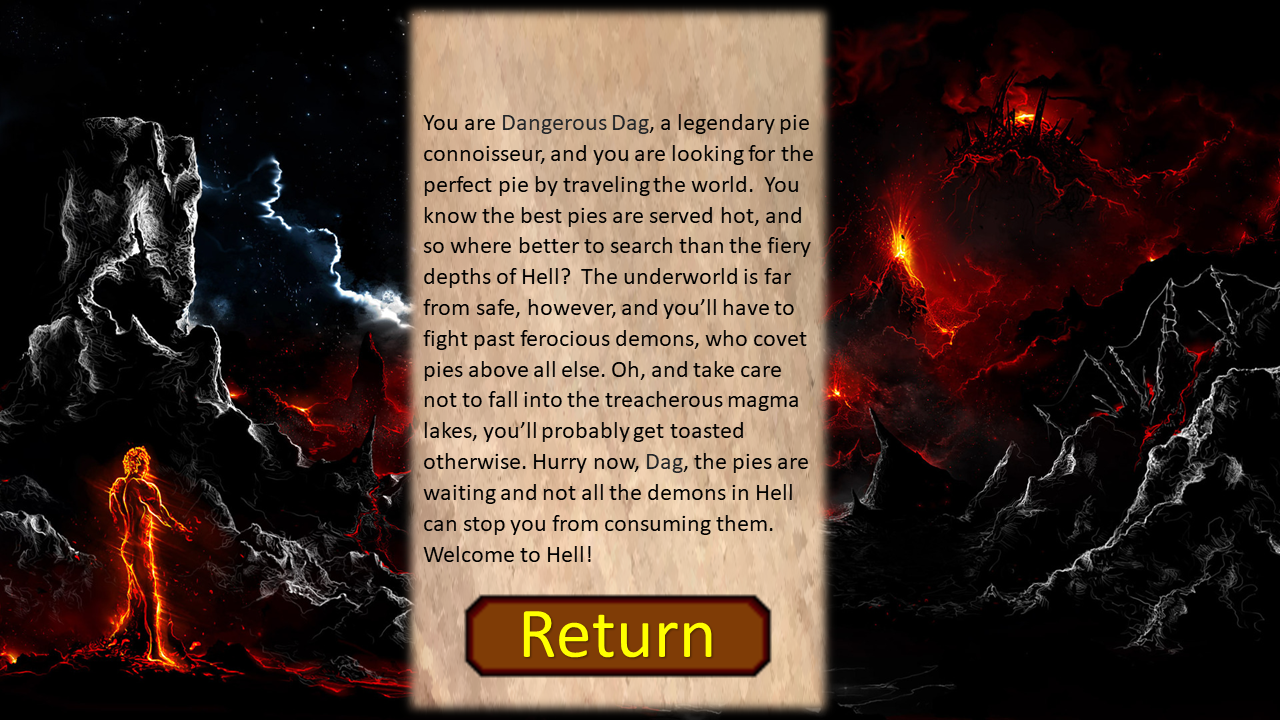 You are Dangerous Dag, a legendary pie
connoisseur, and you are looking for the
perfect pie by traveling the world.  You
know the best pies are served hot, and
so where better to search than the fiery
depths of Hell?  The underworld is far
from safe, however, and you’ll have to
fight past ferocious demons, who covet
pies above all else. Oh, and take care
not to fall into the treacherous magma
lakes, you’ll probably get toasted
otherwise. Hurry now, Dag, the pies are
waiting and not all the demons in Hell
can stop you from consuming them.
Welcome to Hell!
Return